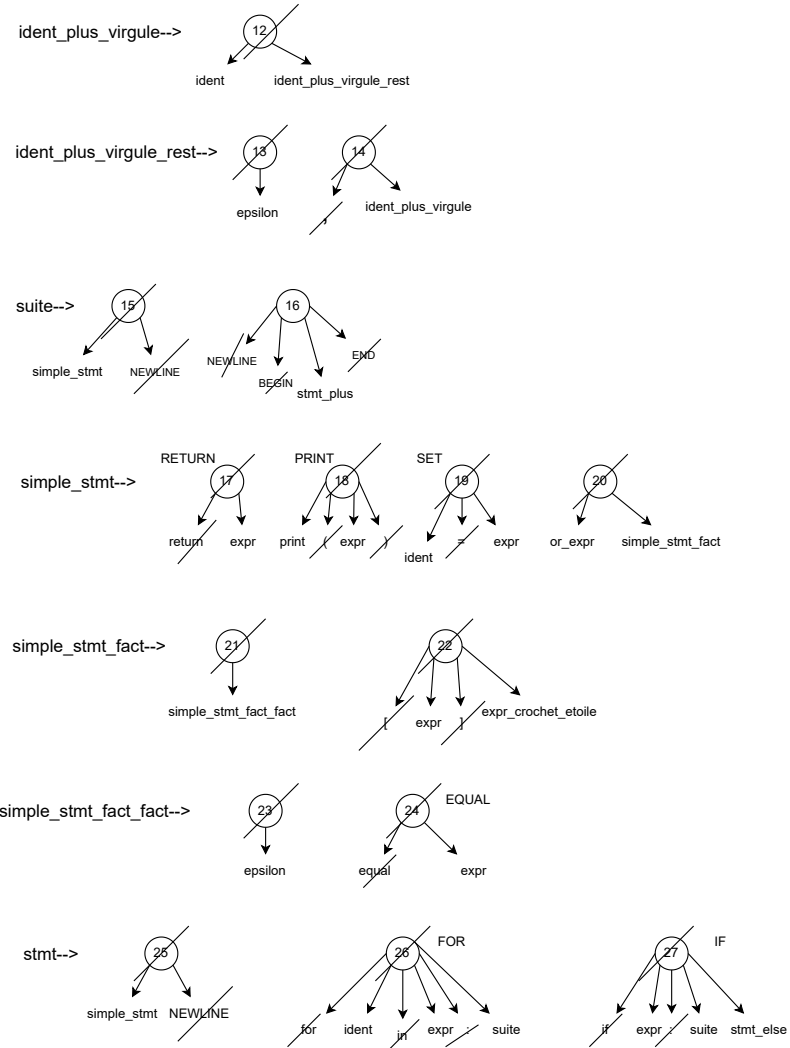 ident_plus_virgule--> 12
ident ident_plus_virgule_rest
ident_plus_virgule_rest--> 13 14
epsilon , ident_plus_virgule
suite--> 15 16
simple_stmt NEWLINE NEWLINE BEGIN stmt_plus END
simple_stmt--> RETURN 17 PRINT 18 SET 19 20
return expr print ( expr ) ident = expr or_expr simple_stmt_fact
simple_stmt_fact--> 21 22
simple_stmt_fact_fact [ expr ] expr_crochet_etoile
simple_stmt_fact_fact--> 23 24 EQUAL
epsilon equal expr
stmt--> 25 26 FOR 27 IF
simple_stmt NEWLINE for ident in expr : suite if expr : suite stmt_else